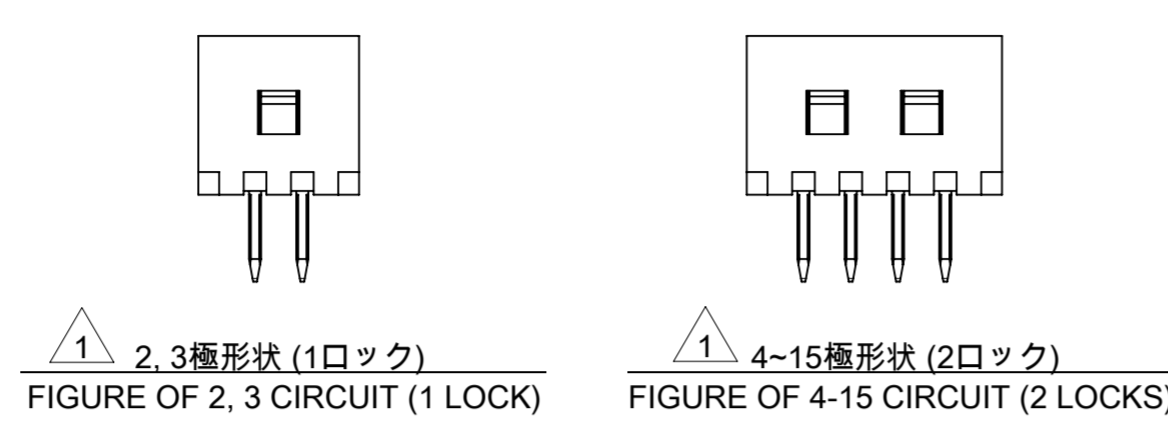 1 2, 3極形状 (1ロック)
FIGURE OF 2, 3 CIRCUIT (1 LOCK)
1 4~15極形状 (2ロック)
FIGURE OF 4-15 CIRCUIT (2 LOCKS)